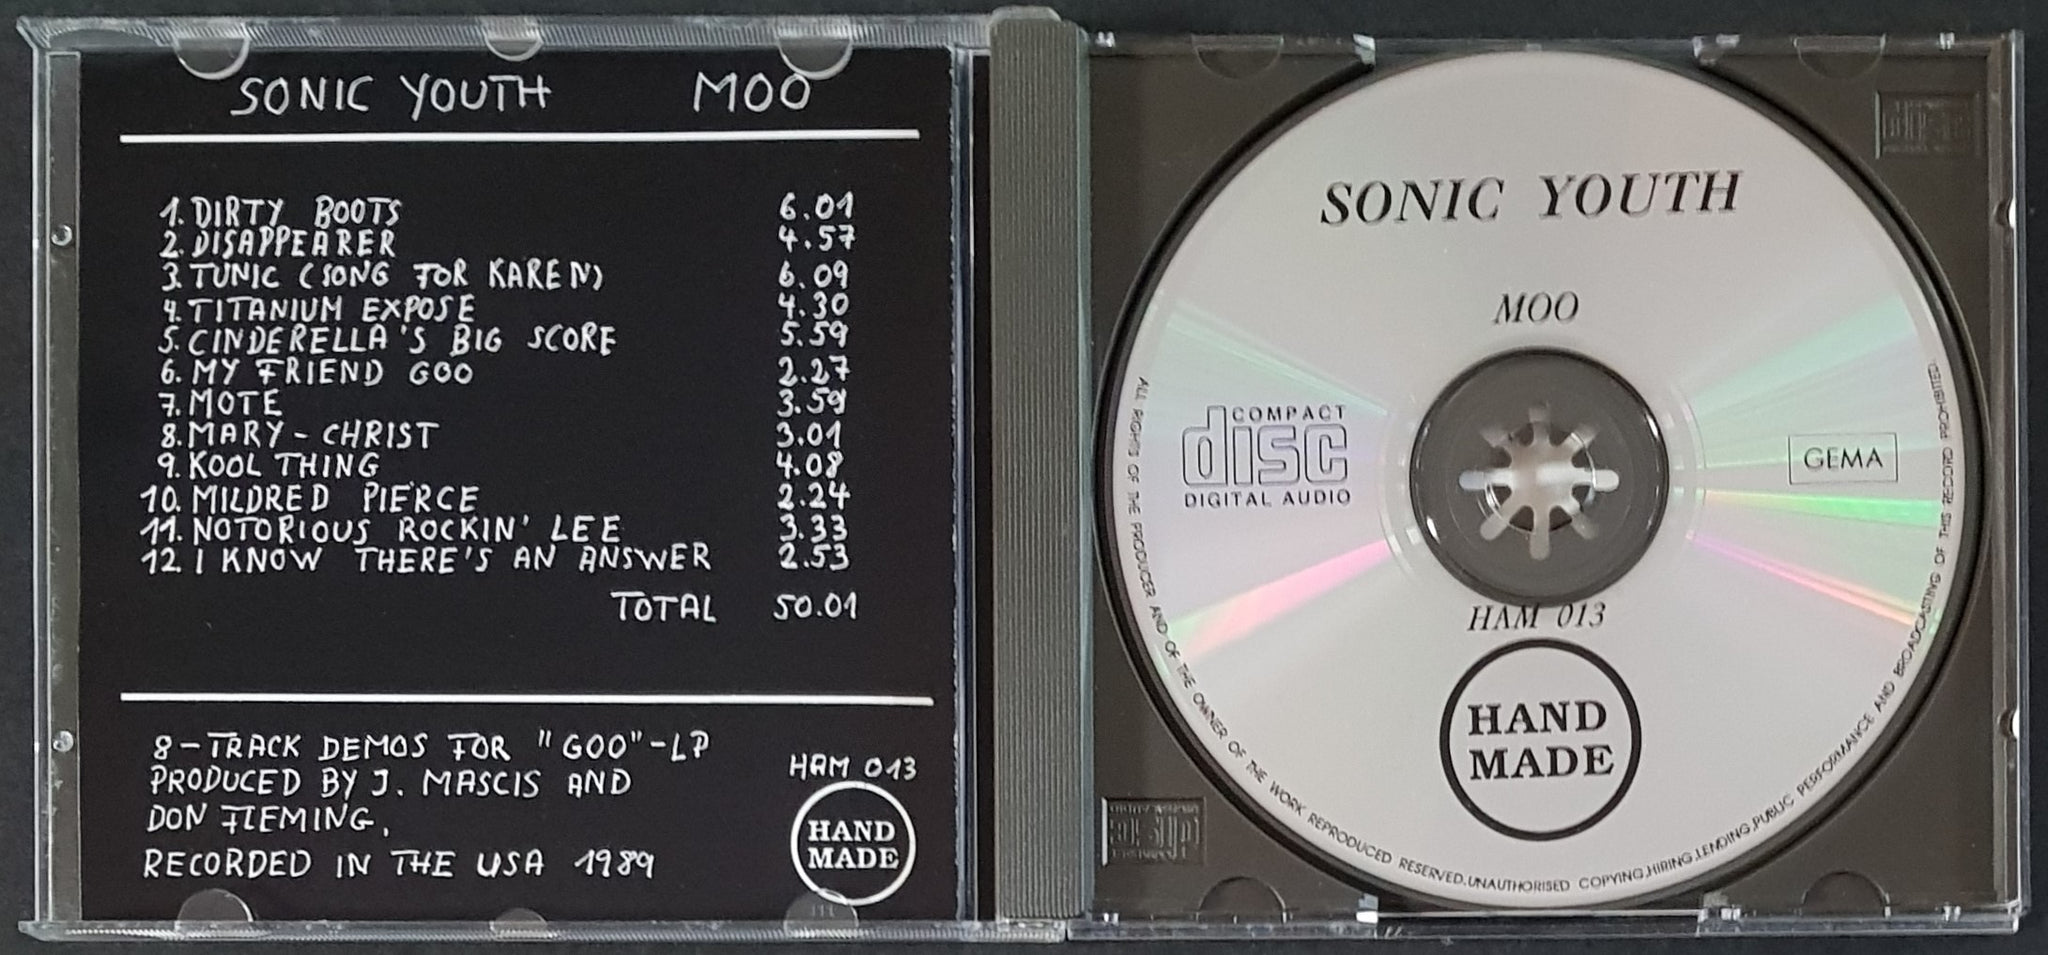 SONIC YOUTH MOO
1. DIRTY BOOTS 6.01
2. DISAPPEARER 4.57
3. TUNIC (SONG FOR KAREN) 6.09
4. TITANIUM EXPOSE 4.30
5. CINDERELLA'S BIG SCORE 5.59
6. MY FRIEND GOO 2.27
7. MOTE 3.59
8. MARY-CHRIST 3.01
9. KOOL THING 4.08
10. MILDRED PIERCE 2.24
11. NOTORIOUS ROCKIN' LEE 3.33
12. I KNOW THERE'S AN ANSWER 2.53
TOTAL 50.01
8-TRACK DEMOS FOR "GOO"-LP
PRODUCED BY J. MASCIS AND
DON FLEMING,
RECORDED IN THE USA 1989
HAM 013
HAND
MADE
SONIC YOUTH
MOO
COMPACT
disc
DIGITAL AUDIO
GEMA
HAM 013
HAND
MADE
ALL RIGHTS OF THE PRODUCER AND OF THE OWNER OF THE WORK REPRODUCED RESERVED. UNAUTHORISED COPYING, HIRING, LENDING, PUBLIC PERFORMANCE AND BROADCASTING OF THIS RECORD PROHIBITED